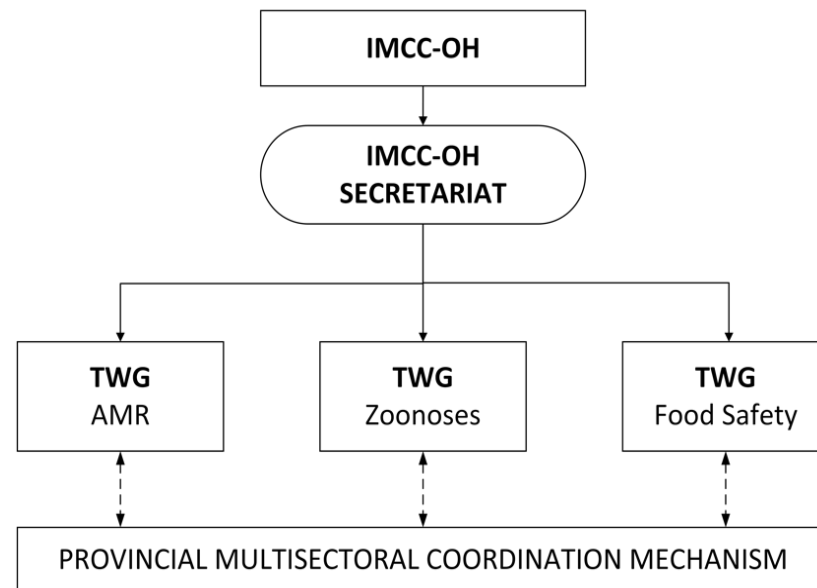 IMCC-OH
IMCC-OH
SECRETARIAT
TWG
AMR
TWG
Zoonoses
TWG
Food Safety
PROVINCIAL MULTISECTORAL COORDINATION MECHANISM